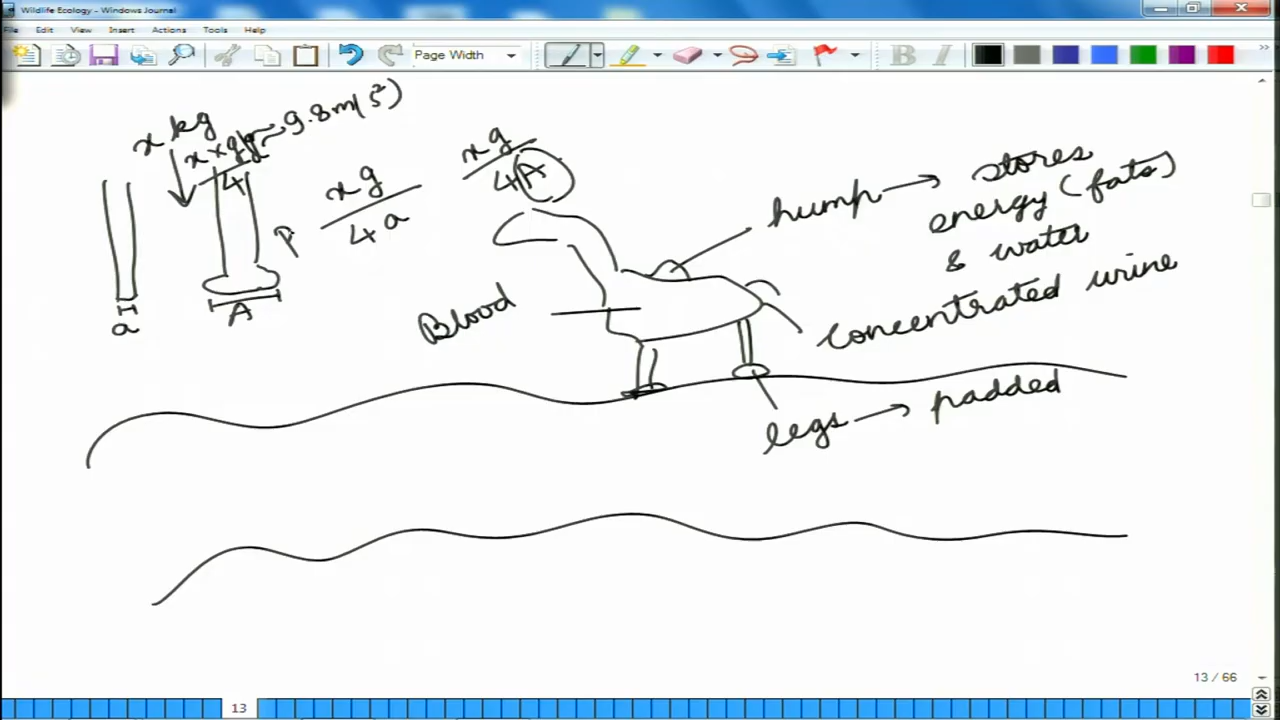 Wildlife Ecology - Windows Journal
File Edit View Insert Actions Tools Help
Page Width
B I
x kg
x × g
4
g ≈ 9.8 m/s²)
P
xg
4a
xg
4A
a
A
hump → stores
energy (fats)
& water
concentrated urine
Blood
legs → padded
13 / 66
13